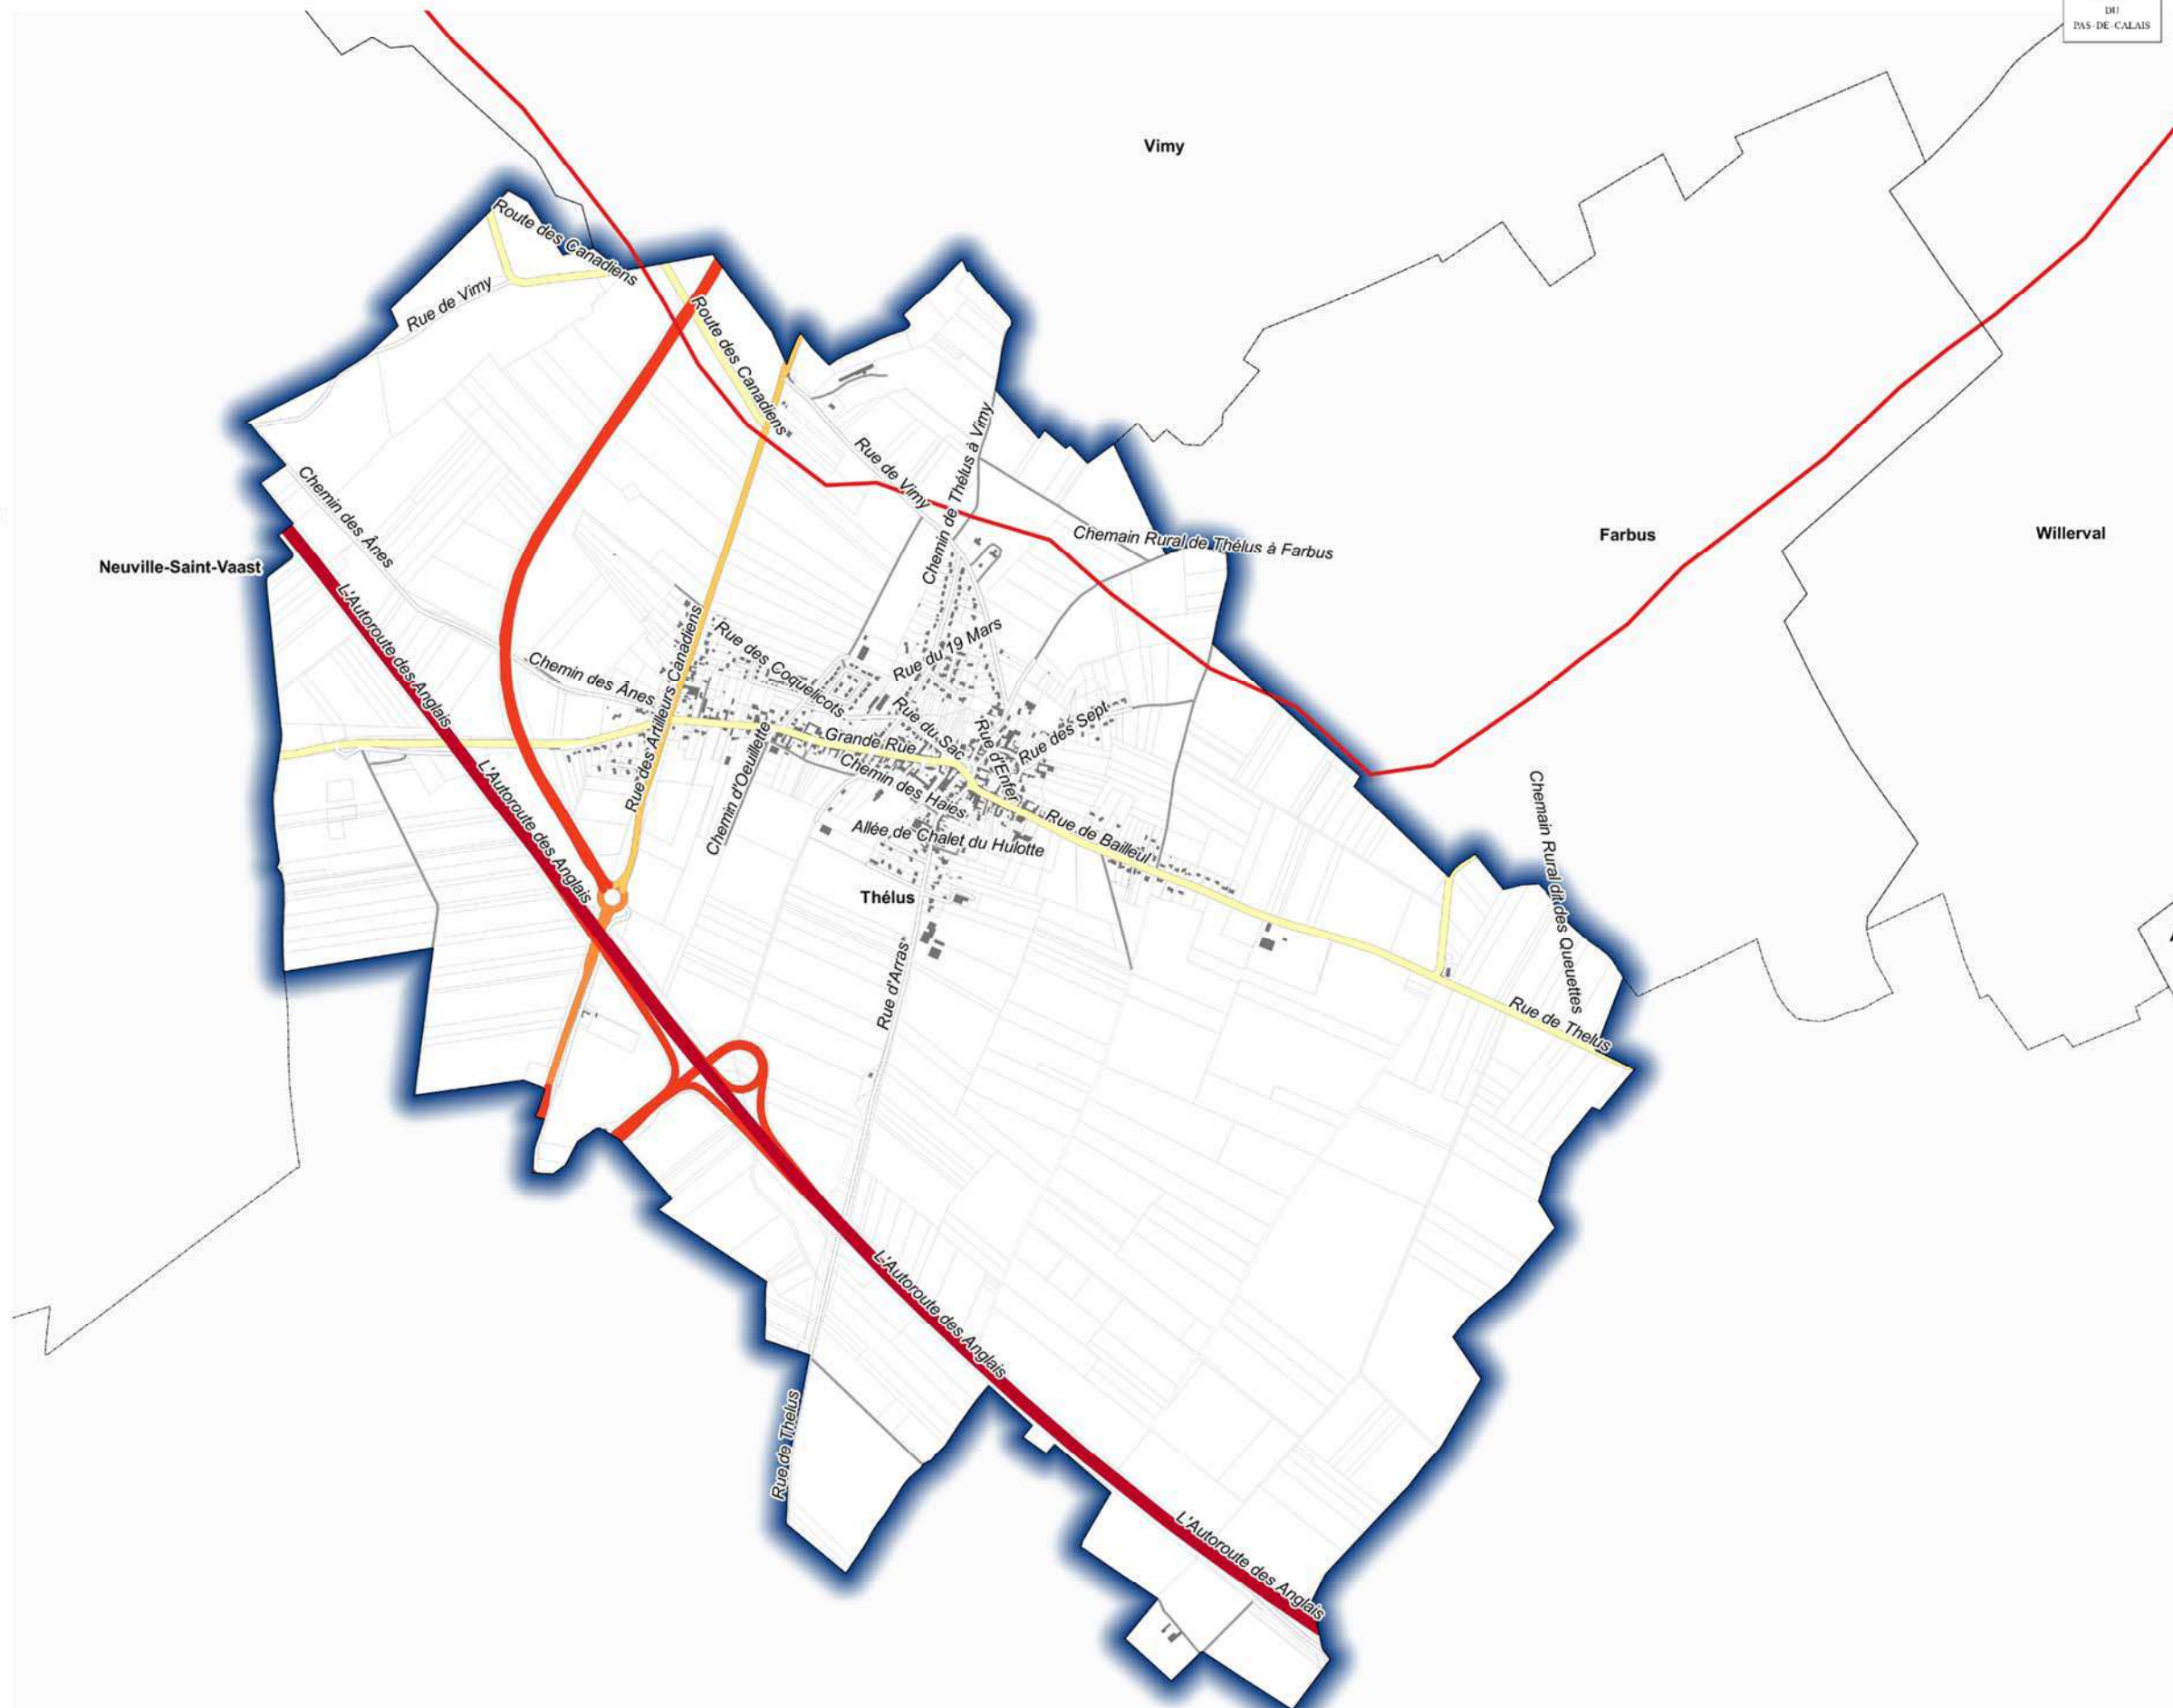 DU
PAS-DE-CALAIS
Vimy
Route des Canadiens
Rue de Vimy
Route des Canadiens
Chemin de Thélus à Vimy
Rue de Vimy
Chemin des Ânes
Chemain Rural de Thélus à Farbus
Farbus
Willerval
Neuville-Saint-Vaast
L'Autoroute des Anglais
Rue des Artilleurs Canadiens
Rue des Coquelicots
Rue du 19 Mars
Chemin des Ânes
Rue du Sac
Rue d'Enfer
Rue des Sept
Grande Rue
Chemin d'Oeuillette
Chemin des Haies
L'Autoroute des Anglais
Allée de Chalet du Hulotte
Rue de Bailleul
Chemain Rural dit des Queuettes
Thélus
Rue d'Arras
Rue de Thelus
L'Autoroute des Anglais
Rue de Thelus
L'Autoroute des Anglais